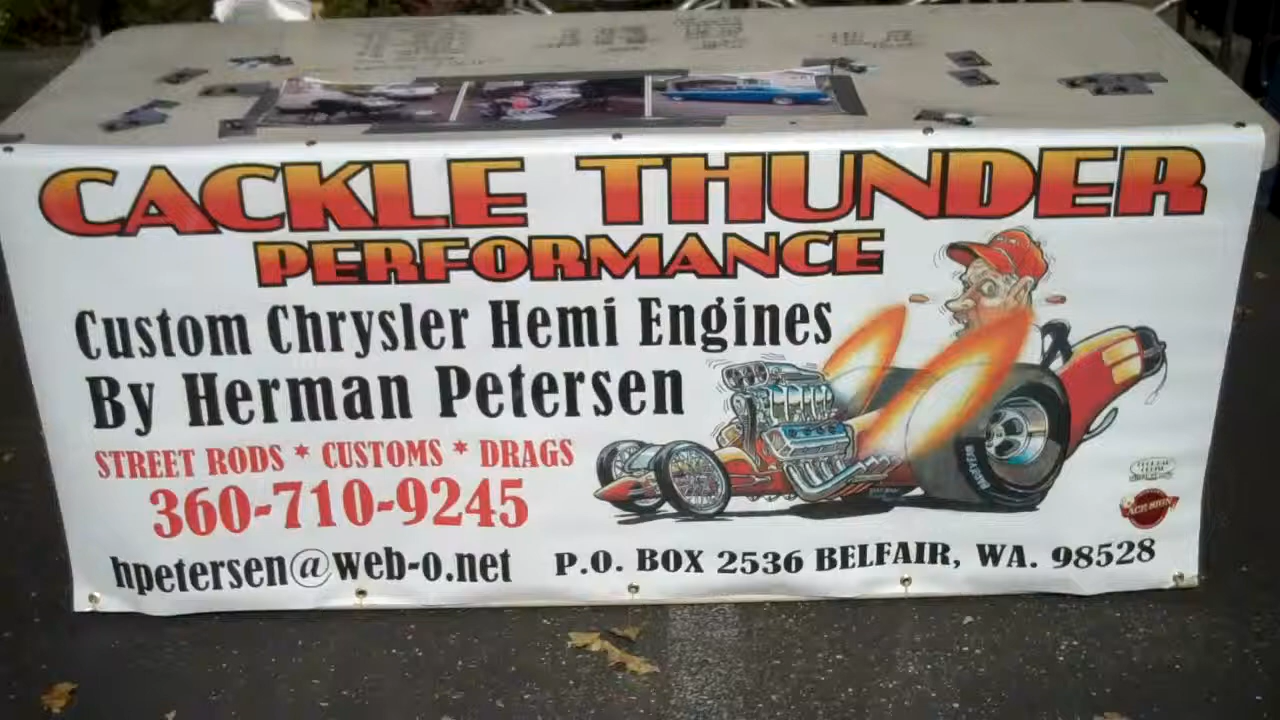 CACKLE THUNDER
PERFORMANCE
Custom Chrysler Hemi Engines
By Herman Petersen
STREET RODS * CUSTOMS * DRAGS
360-710-9245
hpetersen@web-o.net
P.O. BOX 2536 BELFAIR, WA. 98528